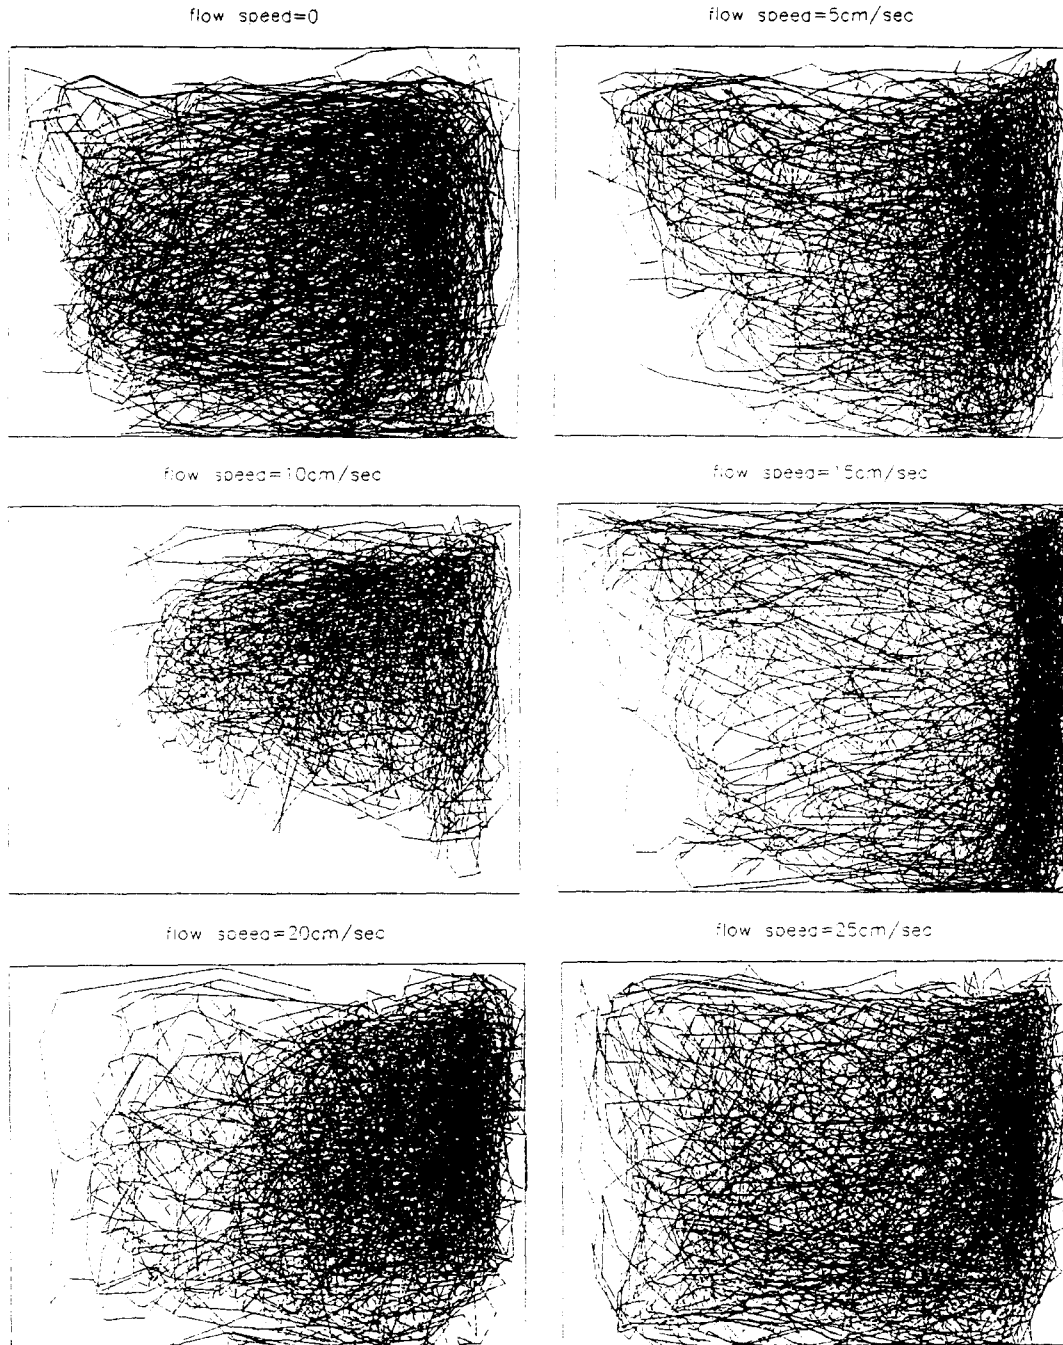 flow speed=0
flow speed=5cm/sec
flow speed=10cm/sec
flow speed=15cm/sec
flow speed=20cm/sec
flow speed=25cm/sec